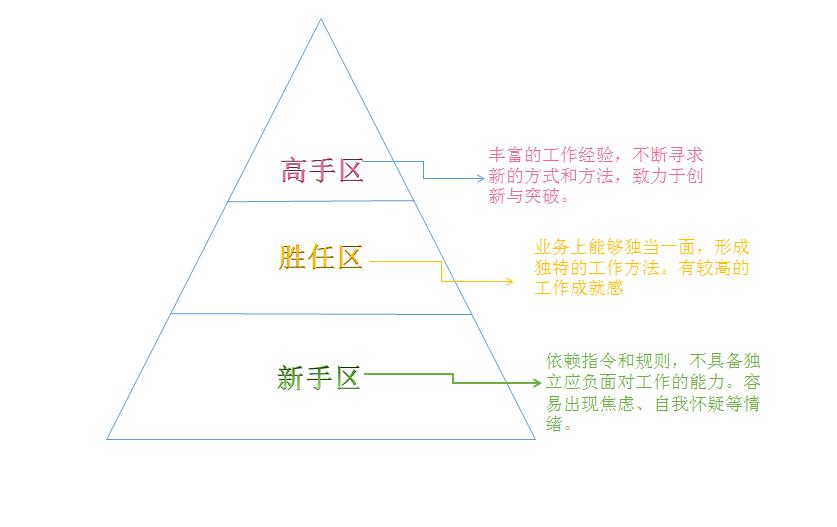 高手区
丰富的工作经验，不断寻求
新的方式和方法，致力于创
新与突破。
胜任区
业务上能够独当一面，形成
独特的工作方法。有较高的
工作成就感
新手区
依赖指令和规则，不具备独
立应负面对工作的能力。容
易出现焦虑、自我怀疑等情
绪。